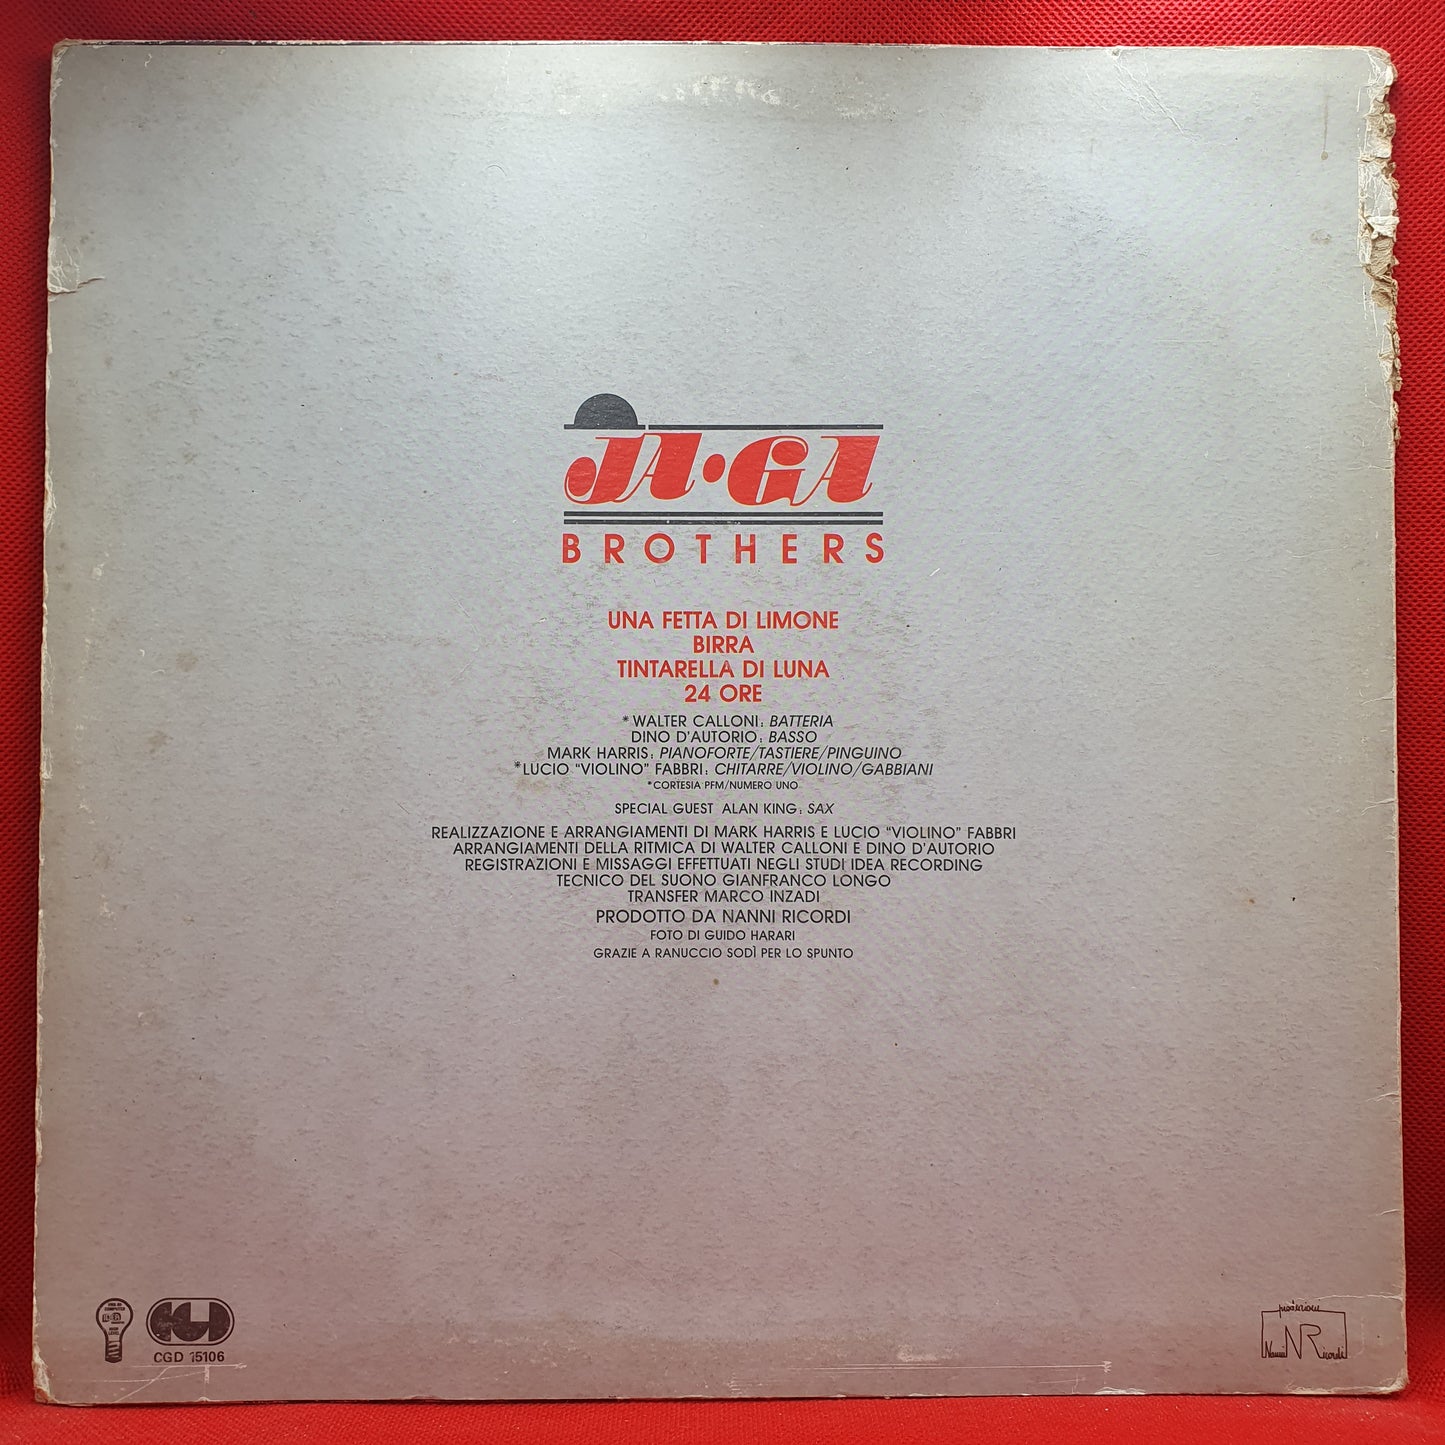 JA·GA
BROTHERS
UNA FETTA DI LIMONE
BIRRA
TINTARELLA DI LUNA
24 ORE
*WALTER CALLONI: BATTERIA
DINO D'AUTORIO: BASSO
MARK HARRIS: PIANOFORTE/TASTIERE/PINGUINO
*LUCIO "VIOLINO" FABBRI: CHITARRE/VIOLINO/GABBIANI
*CORTESIA PFM/NUMERO UNO
SPECIAL GUEST ALAN KING: SAX
REALIZZAZIONE E ARRANGIAMENTI DI MARK HARRIS E LUCIO "VIOLINO" FABBRI
ARRANGIAMENTI DELLA RITMICA DI WALTER CALLONI E DINO D'AUTORIO
REGISTRAZIONI E MISSAGGI EFFETTUATI NEGLI STUDI IDEA RECORDING
TECNICO DEL SUONO GIANFRANCO LONGO
TRANSFER MARCO INZADI
PRODOTTO DA NANNI RICORDI
FOTO DI GUIDO HARARI
GRAZIE A RANUCCIO SODÌ PER LO SPUNTO
CGD 15106
produzione
Nanni NR Ricordi